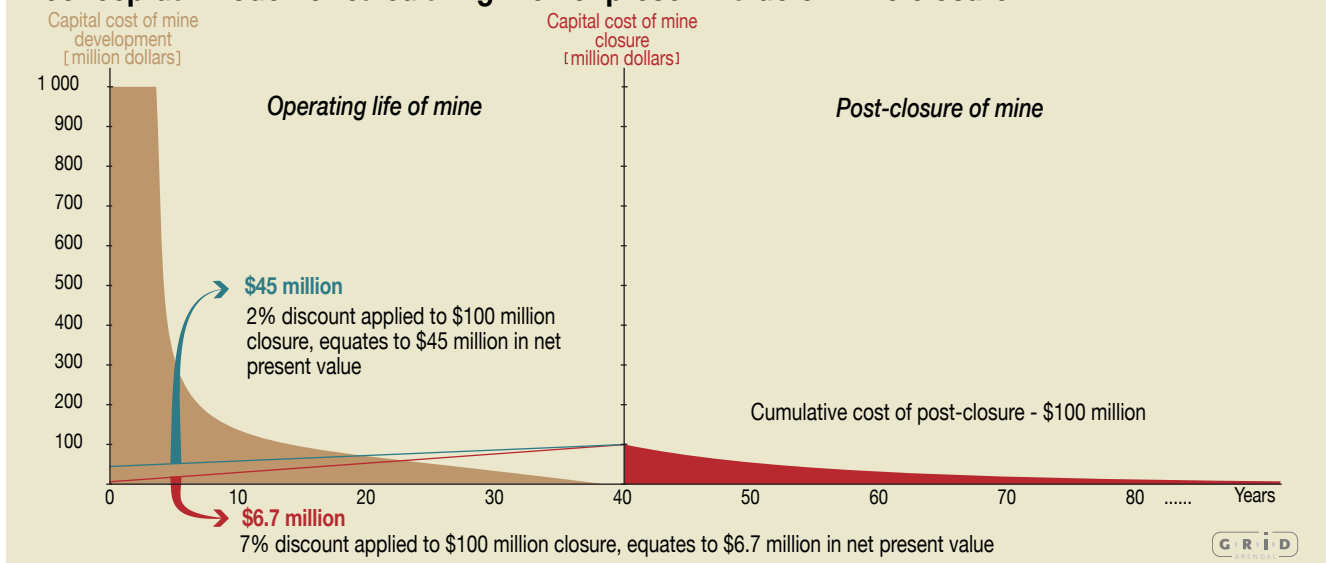 Capital cost of mine
development
[million dollars]
Capital cost of mine
closure
[million dollars]
1 000
900
800
700
600
500
400
300
200
100
Operating life of mine
Post-closure of mine
$45 million
2% discount applied to $100 million
closure, equates to $45 million in net
present value
Cumulative cost of post-closure - $100 million
0 10 20 30 40 50 60 70 80 ...... Years
$6.7 million
7% discount applied to $100 million closure, equates to $6.7 million in net present value
G R i D
ARENDAL